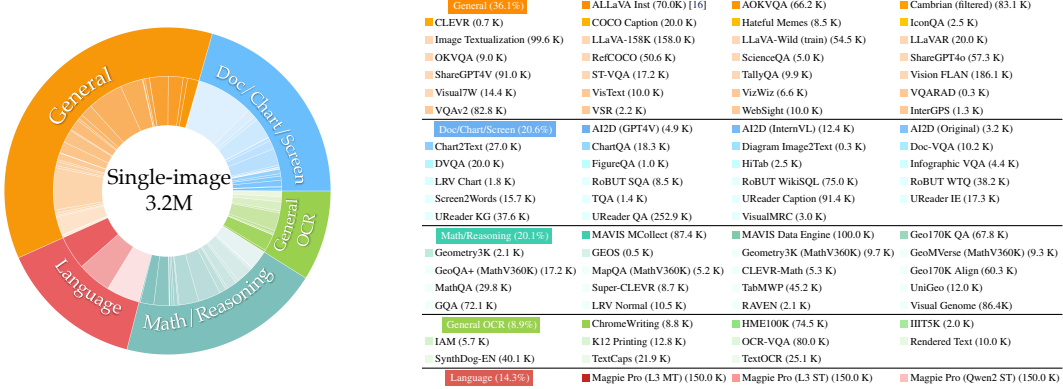 General
Doc/Chart/Screen
General OCR
Math/Reasoning
Language
Single-image
3.2M
General (36.1%) ALLaVA Inst (70.0K) [16] AOKVQA (66.2 K) Cambrian (filtered) (83.1 K)
CLEVR (0.7 K) COCO Caption (20.0 K) Hateful Memes (8.5 K) IconQA (2.5 K)
Image Textualization (99.6 K) LLaVA-158K (158.0 K) LLaVA-Wild (train) (54.5 K) LLaVAR (20.0 K)
OKVQA (9.0 K) RefCOCO (50.6 K) ScienceQA (5.0 K) ShareGPT4o (57.3 K)
ShareGPT4V (91.0 K) ST-VQA (17.2 K) TallyQA (9.9 K) Vision FLAN (186.1 K)
Visual7W (14.4 K) VisText (10.0 K) VizWiz (6.6 K) VQARAD (0.3 K)
VQAv2 (82.8 K) VSR (2.2 K) WebSight (10.0 K) InterGPS (1.3 K)
Doc/Chart/Screen (20.6%) AI2D (GPT4V) (4.9 K) AI2D (InternVL) (12.4 K) AI2D (Original) (3.2 K)
Chart2Text (27.0 K) ChartQA (18.3 K) Diagram Image2Text (0.3 K) Doc-VQA (10.2 K)
DVQA (20.0 K) FigureQA (1.0 K) HiTab (2.5 K) Infographic VQA (4.4 K)
LRV Chart (1.8 K) RoBUT SQA (8.5 K) RoBUT WikiSQL (75.0 K) RoBUT WTQ (38.2 K)
Screen2Words (15.7 K) TQA (1.4 K) UReader Caption (91.4 K) UReader IE (17.3 K)
UReader KG (37.6 K) UReader QA (252.9 K) VisualMRC (3.0 K)
Math/Reasoning (20.1%) MAVIS MCollect (87.4 K) MAVIS Data Engine (100.0 K) Geo170K QA (67.8 K)
Geometry3K (2.1 K) GEOS (0.5 K) Geometry3K (MathV360K) (9.7 K) GeoMVerse (MathV360K) (9.3 K)
GeoQA+ (MathV360K) (17.2 K) MapQA (MathV360K) (5.2 K) CLEVR-Math (5.3 K) Geo170K Align (60.3 K)
MathQA (29.8 K) Super-CLEVR (8.7 K) TabMWP (45.2 K) UniGeo (12.0 K)
GQA (72.1 K) LRV Normal (10.5 K) RAVEN (2.1 K) Visual Genome (86.4K)
General OCR (8.9%) ChromeWriting (8.8 K) HME100K (74.5 K) IIIT5K (2.0 K)
IAM (5.7 K) K12 Printing (12.8 K) OCR-VQA (80.0 K) Rendered Text (10.0 K)
SynthDog-EN (40.1 K) TextCaps (21.9 K) TextOCR (25.1 K)
Language (14.3%) Magpie Pro (L3 MT) (150.0 K) Magpie Pro (L3 ST) (150.0 K) Magpie Pro (Qwen2 ST) (150.0 K)